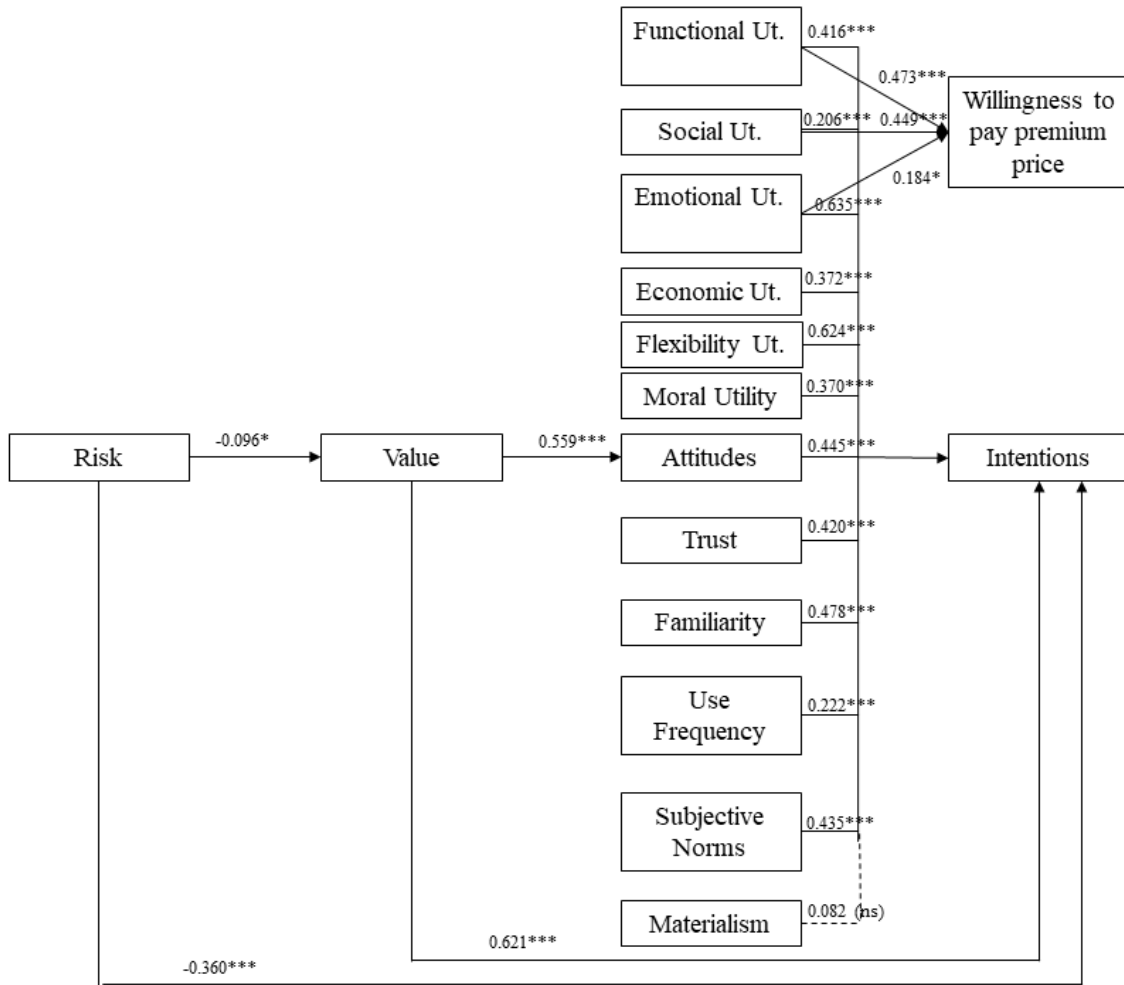 Functional Ut.
0.416***
0.473***
Willingness to
pay premium
price
Social Ut.
0.206***
0.449***
0.184*
Emotional Ut.
0.635***
Economic Ut.
0.372***
Flexibility Ut.
0.624***
Moral Utility
0.370***
Risk
-0.096*
Value
0.559***
Attitudes
0.445***
Intentions
Trust
0.420***
Familiarity
0.478***
Use
Frequency
0.222***
Subjective
Norms
0.435***
Materialism
0.082 (ns)
0.621***
-0.360***